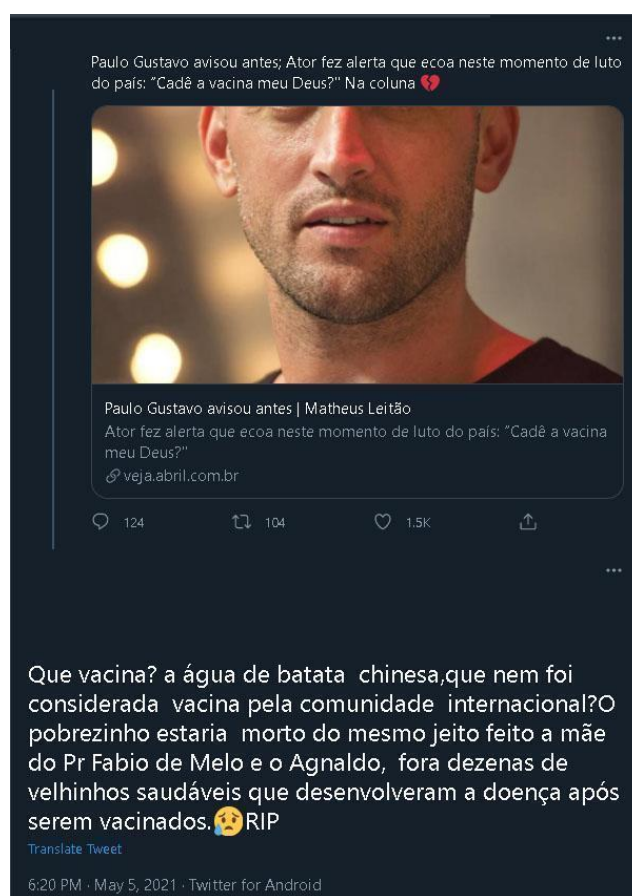 Paulo Gustavo avisou antes; Ator fez alerta que ecoa neste momento de luto
do país: "Cadê a vacina meu Deus?" Na coluna 💔
Paulo Gustavo avisou antes | Matheus Leitão
Ator fez alerta que ecoa neste momento de luto do país: "Cadê a vacina
meu Deus?"
veja.abril.com.br
124 104 1.5K
Que vacina? a água de batata chinesa,que nem foi
considerada vacina pela comunidade internacional?O
pobrezinho estaria morto do mesmo jeito feito a mãe
do Pr Fabio de Melo e o Agnaldo, fora dezenas de
velhinhos saudáveis que desenvolveram a doença após
serem vacinados.😥RIP
Translate Tweet
6:20 PM · May 5, 2021 · Twitter for Android